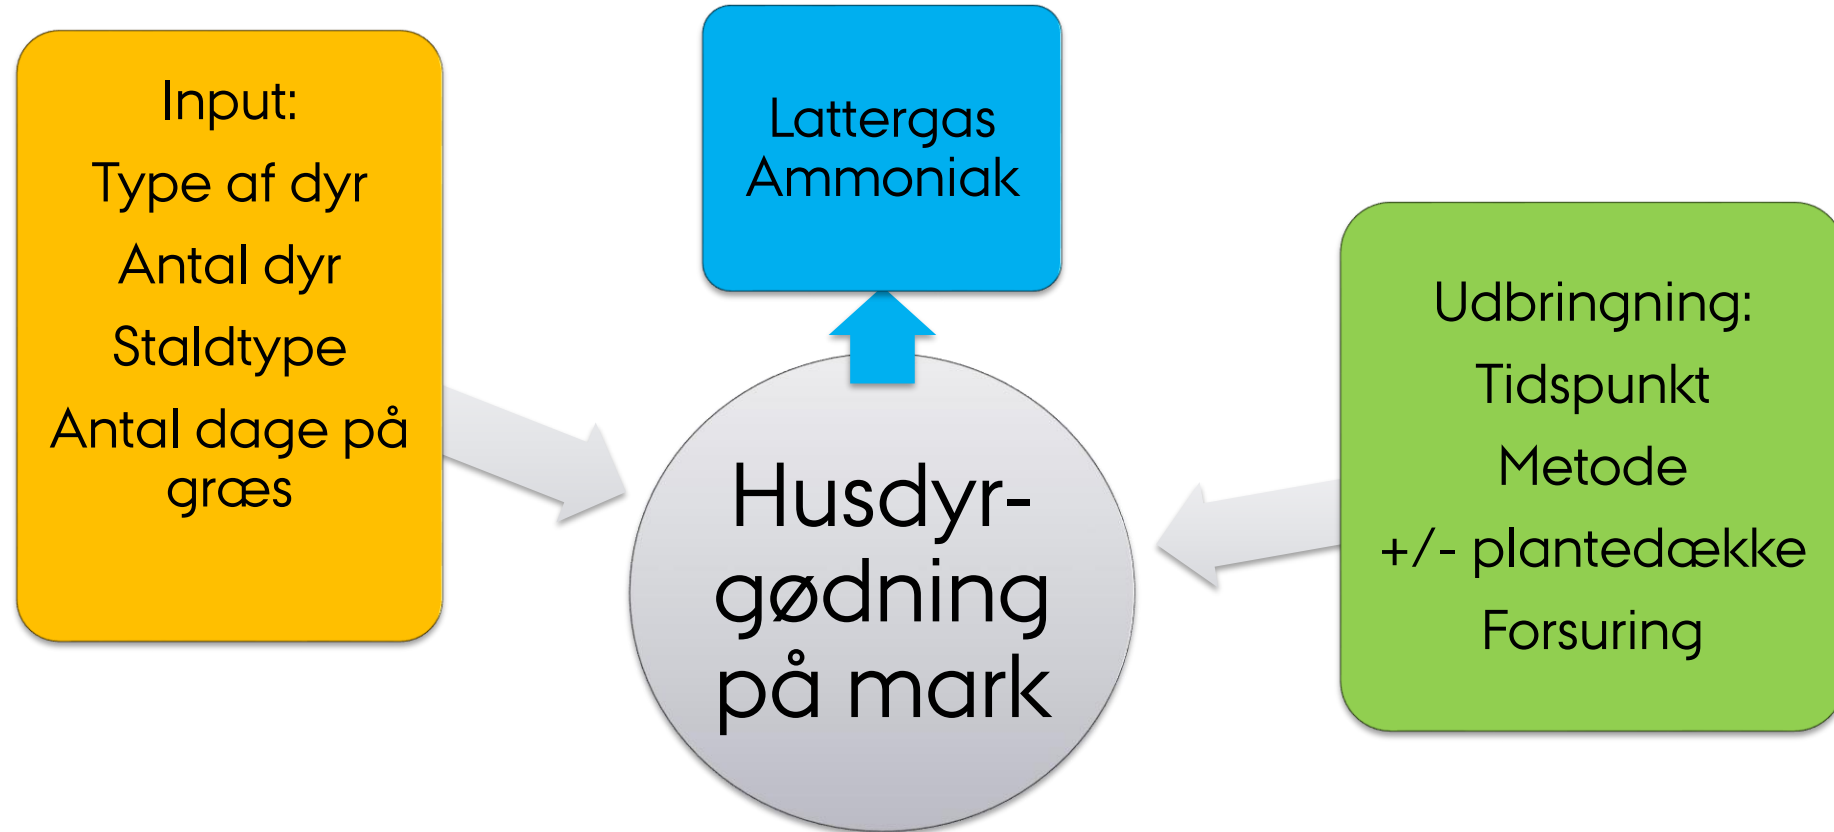 Input:
Type af dyr
Antal dyr
Staldtype
Antal dage på
græs
Lattergas
Ammoniak
Husdyr-
gødning
på mark
Udbringning:
Tidspunkt
Metode
+/- plantedække
Forsuring